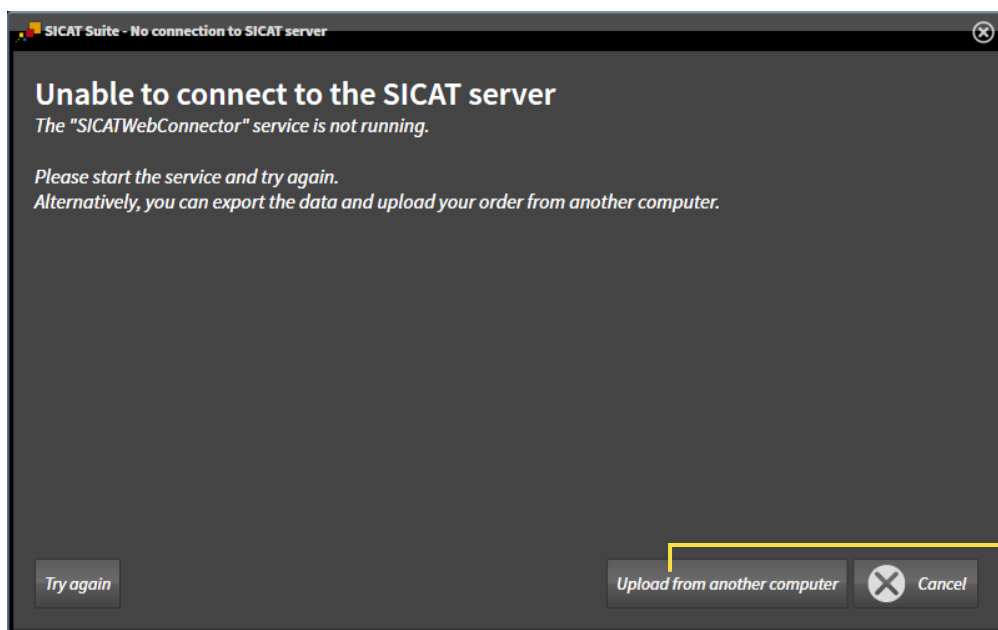 SICAT Suite - No connection to SICAT server
Unable to connect to the SICAT server
The "SICATWebConnector" service is not running.
Please start the service and try again.
Alternatively, you can export the data and upload your order from another computer.
Try again
Upload from another computer
Cancel